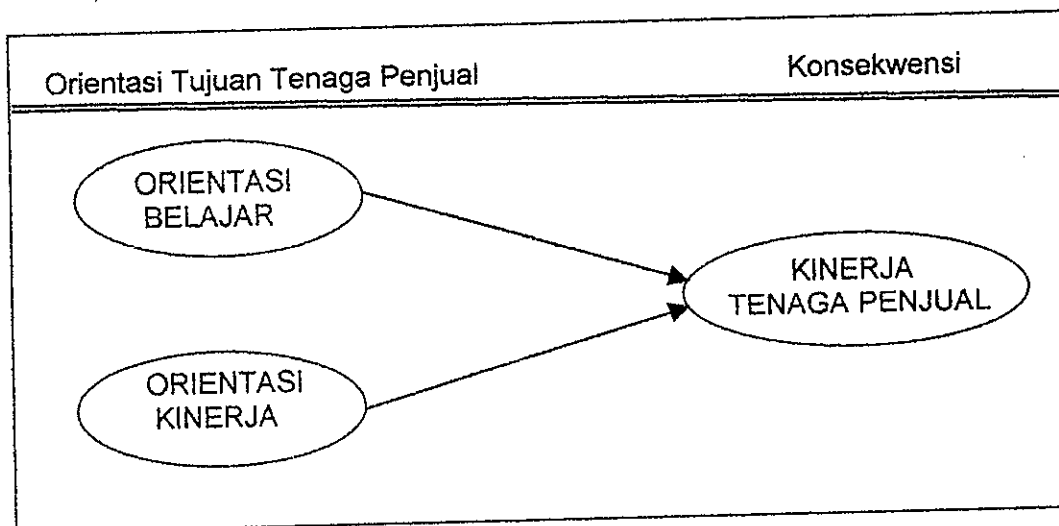 Orientasi Tujuan Tenaga Penjual
Konsekwensi
ORIENTASI
BELAJAR
KINERJA
TENAGA PENJUAL
ORIENTASI
KINERJA